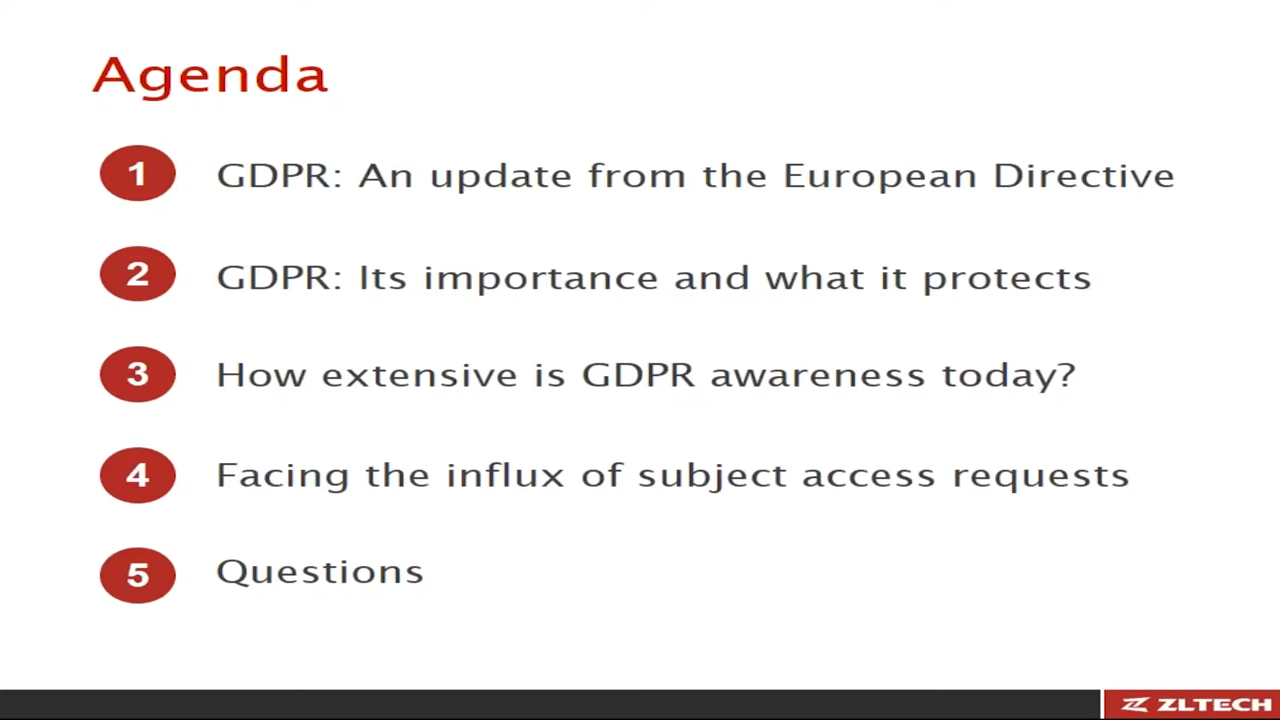 Agenda
1 GDPR: An update from the European Directive
2 GDPR: Its importance and what it protects
3 How extensive is GDPR awareness today?
4 Facing the influx of subject access requests
5 Questions
ZLTECH